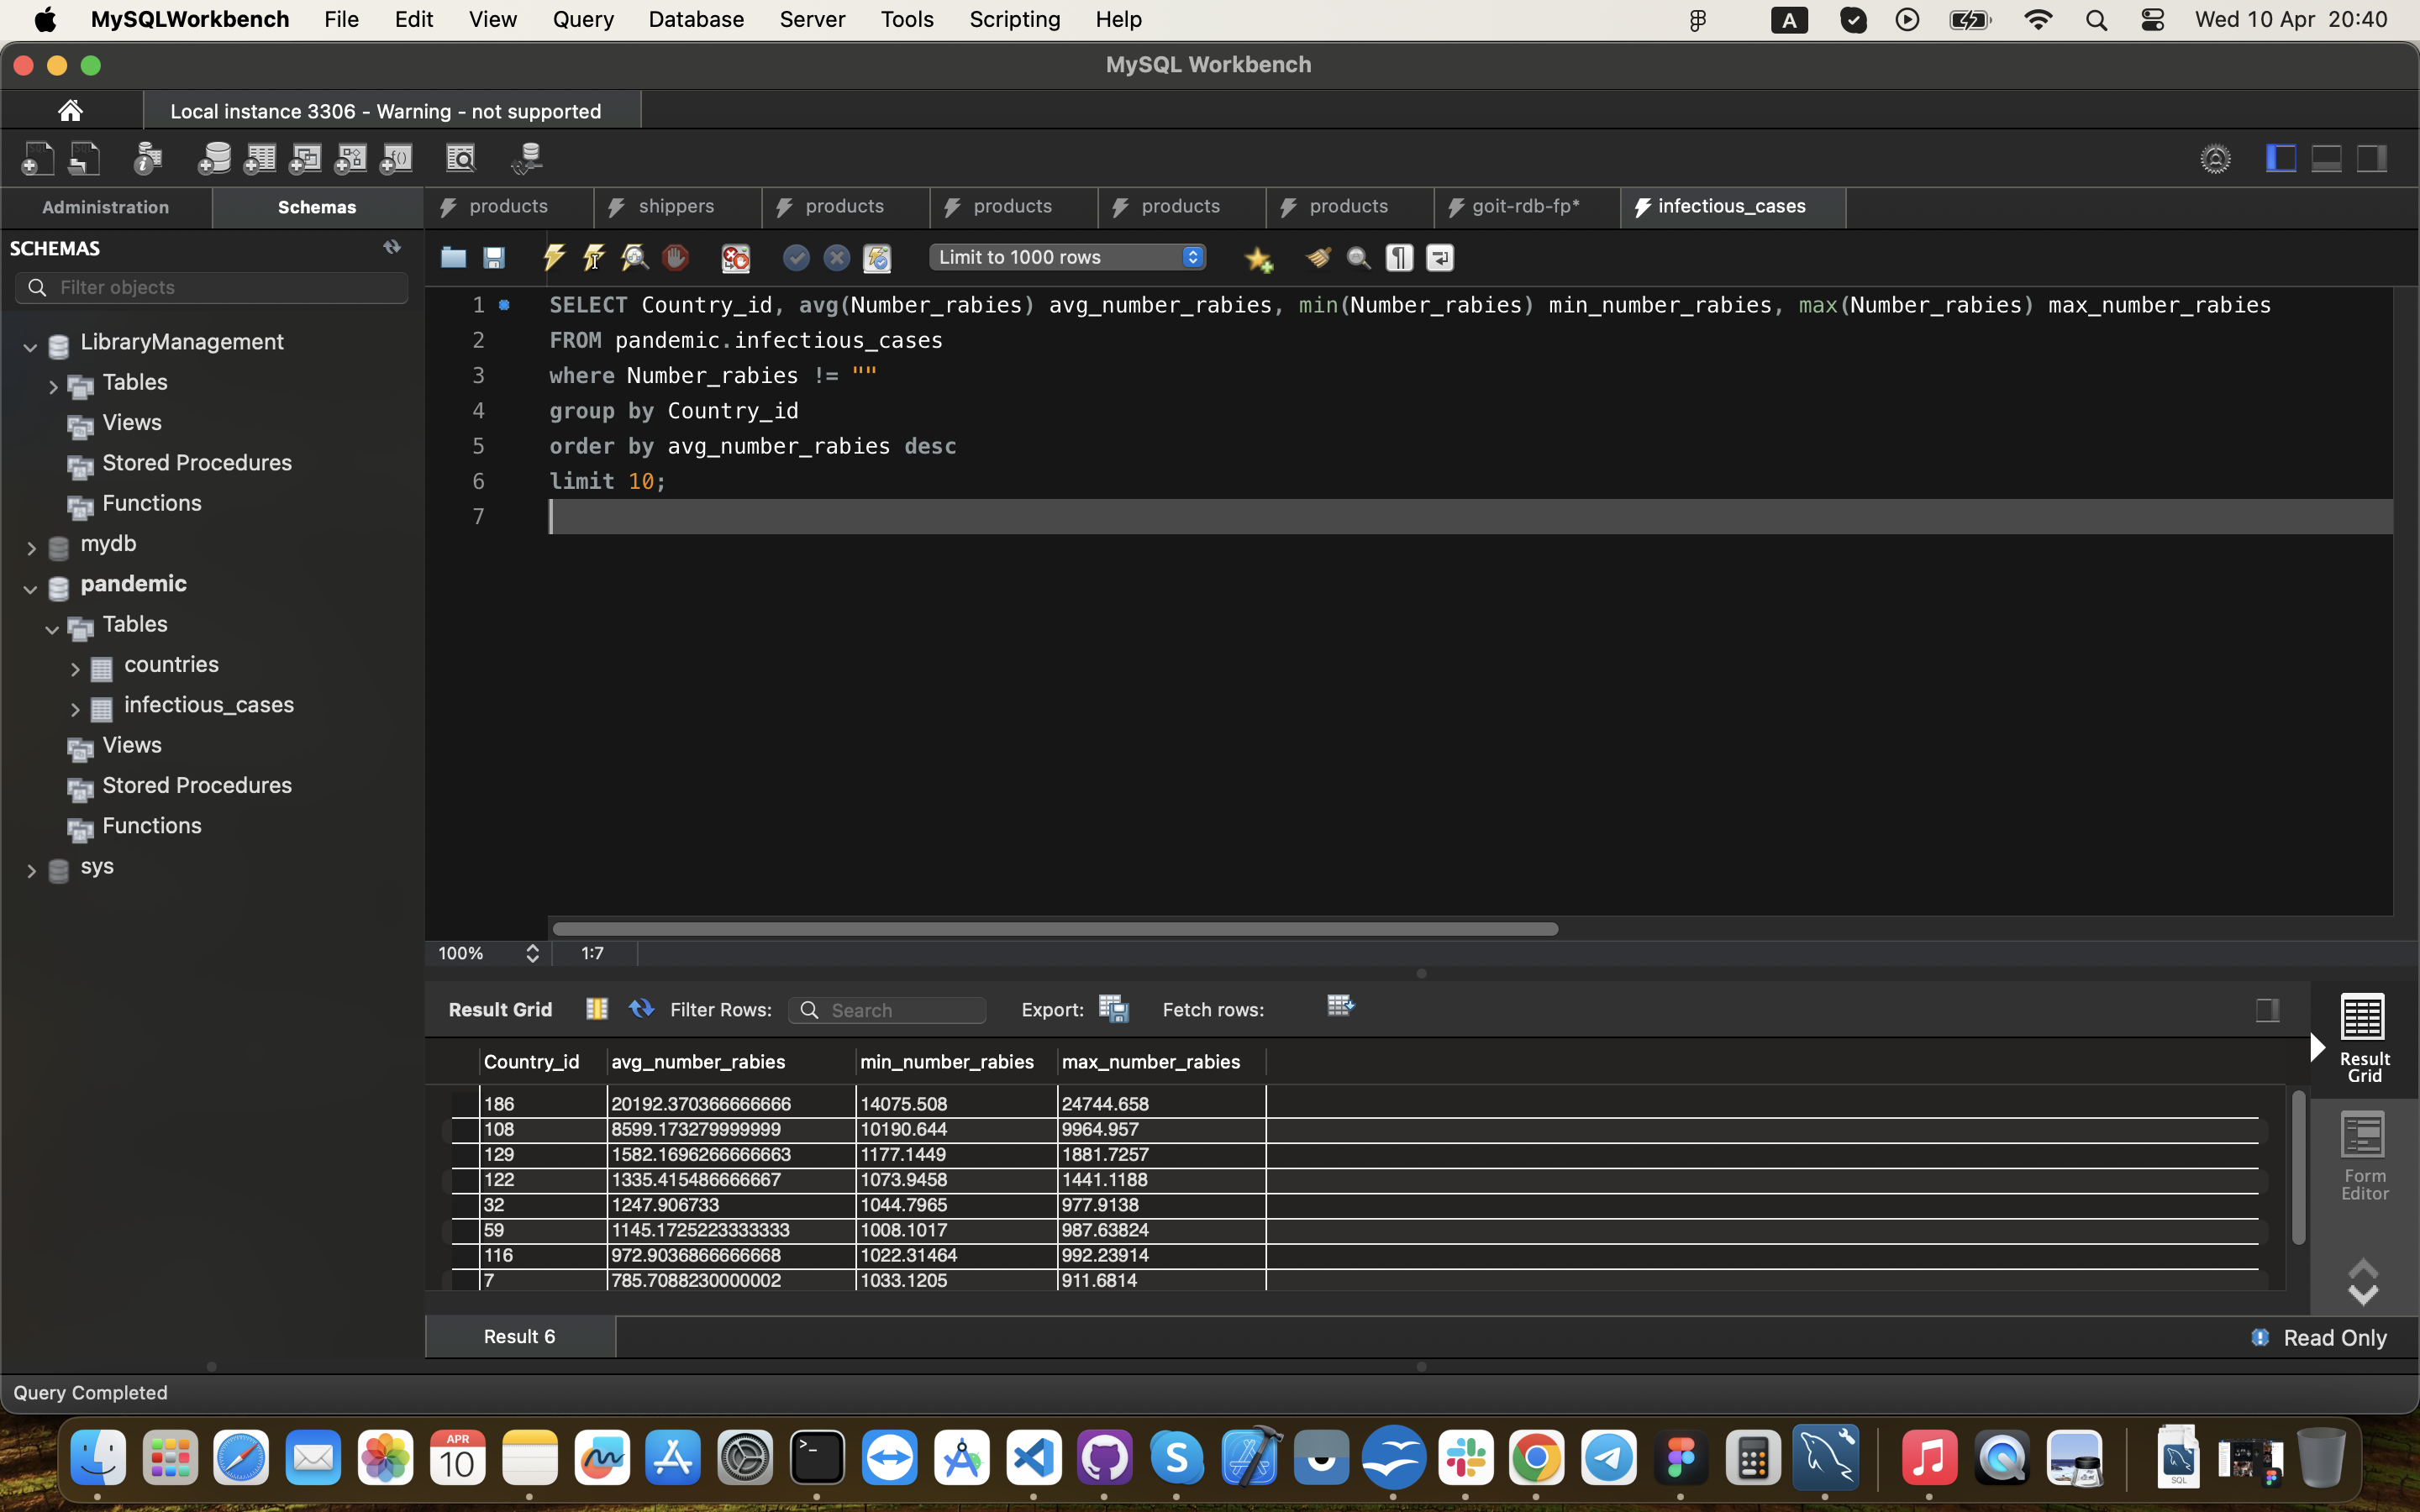 MySQLWorkbench File Edit View Query Database Server Tools Scripting Help A Wed 10 Apr 20:40
MySQL Workbench
Local instance 3306 - Warning - not supported
Administration Schemas products shippers products products products products goit-rdb-fp* infectious_cases
SCHEMAS
Filter objects
Limit to 1000 rows
LibraryManagement
Tables
Views
Stored Procedures
Functions
mydb
pandemic
Tables
countries
infectious_cases
Views
Stored Procedures
Functions
sys
1 SELECT Country_id, avg(Number_rabies) avg_number_rabies, min(Number_rabies) min_number_rabies, max(Number_rabies) max_number_rabies
2 FROM pandemic.infectious_cases
3 where Number_rabies != ""
4 group by Country_id
5 order by avg_number_rabies desc
6 limit 10;
7
100% 1:7
Result Grid Filter Rows: Search Export: Fetch rows:
Country_id avg_number_rabies min_number_rabies max_number_rabies
186 20192.370366666666 14075.508 24744.658
108 8599.173279999999 10190.644 9964.957
129 1582.1696266666663 1177.1449 1881.7257
122 1335.415486666667 1073.9458 1441.1188
32 1247.906733 1044.7965 977.9138
59 1145.1725223333333 1008.1017 987.63824
116 972.9036866666668 1022.31464 992.23914
7 785.7088230000002 1033.1205 911.6814
Result
Grid
Form
Editor
Result 6
Read Only
Query Completed
APR
10
SQL